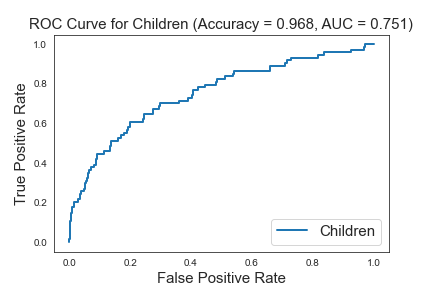 ROC Curve for Children (Accuracy = 0.968, AUC = 0.751)
1.0
0.8
0.6
0.4
0.2
0.0
True Positive Rate
Children
0.0 0.2 0.4 0.6 0.8 1.0
False Positive Rate